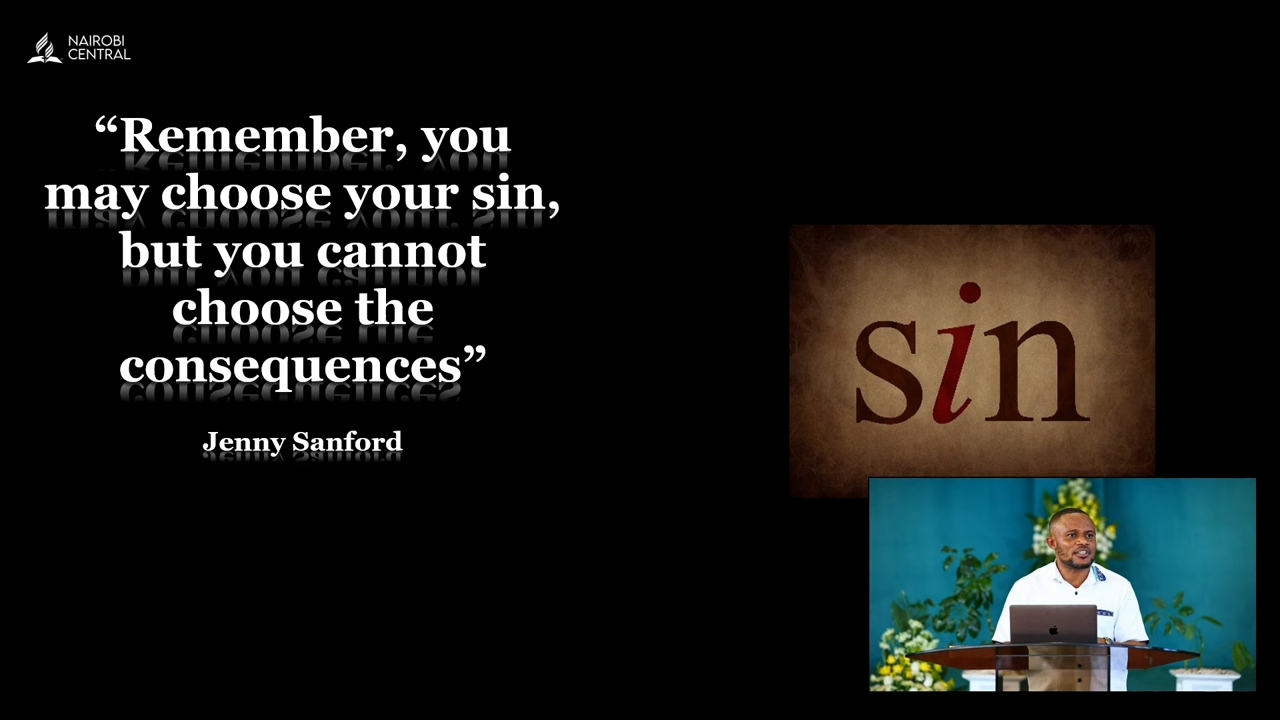 NAIROBI
CENTRAL
“Remember, you
may choose your sin,
but you cannot
choose the
consequences”
Jenny Sanford
sin